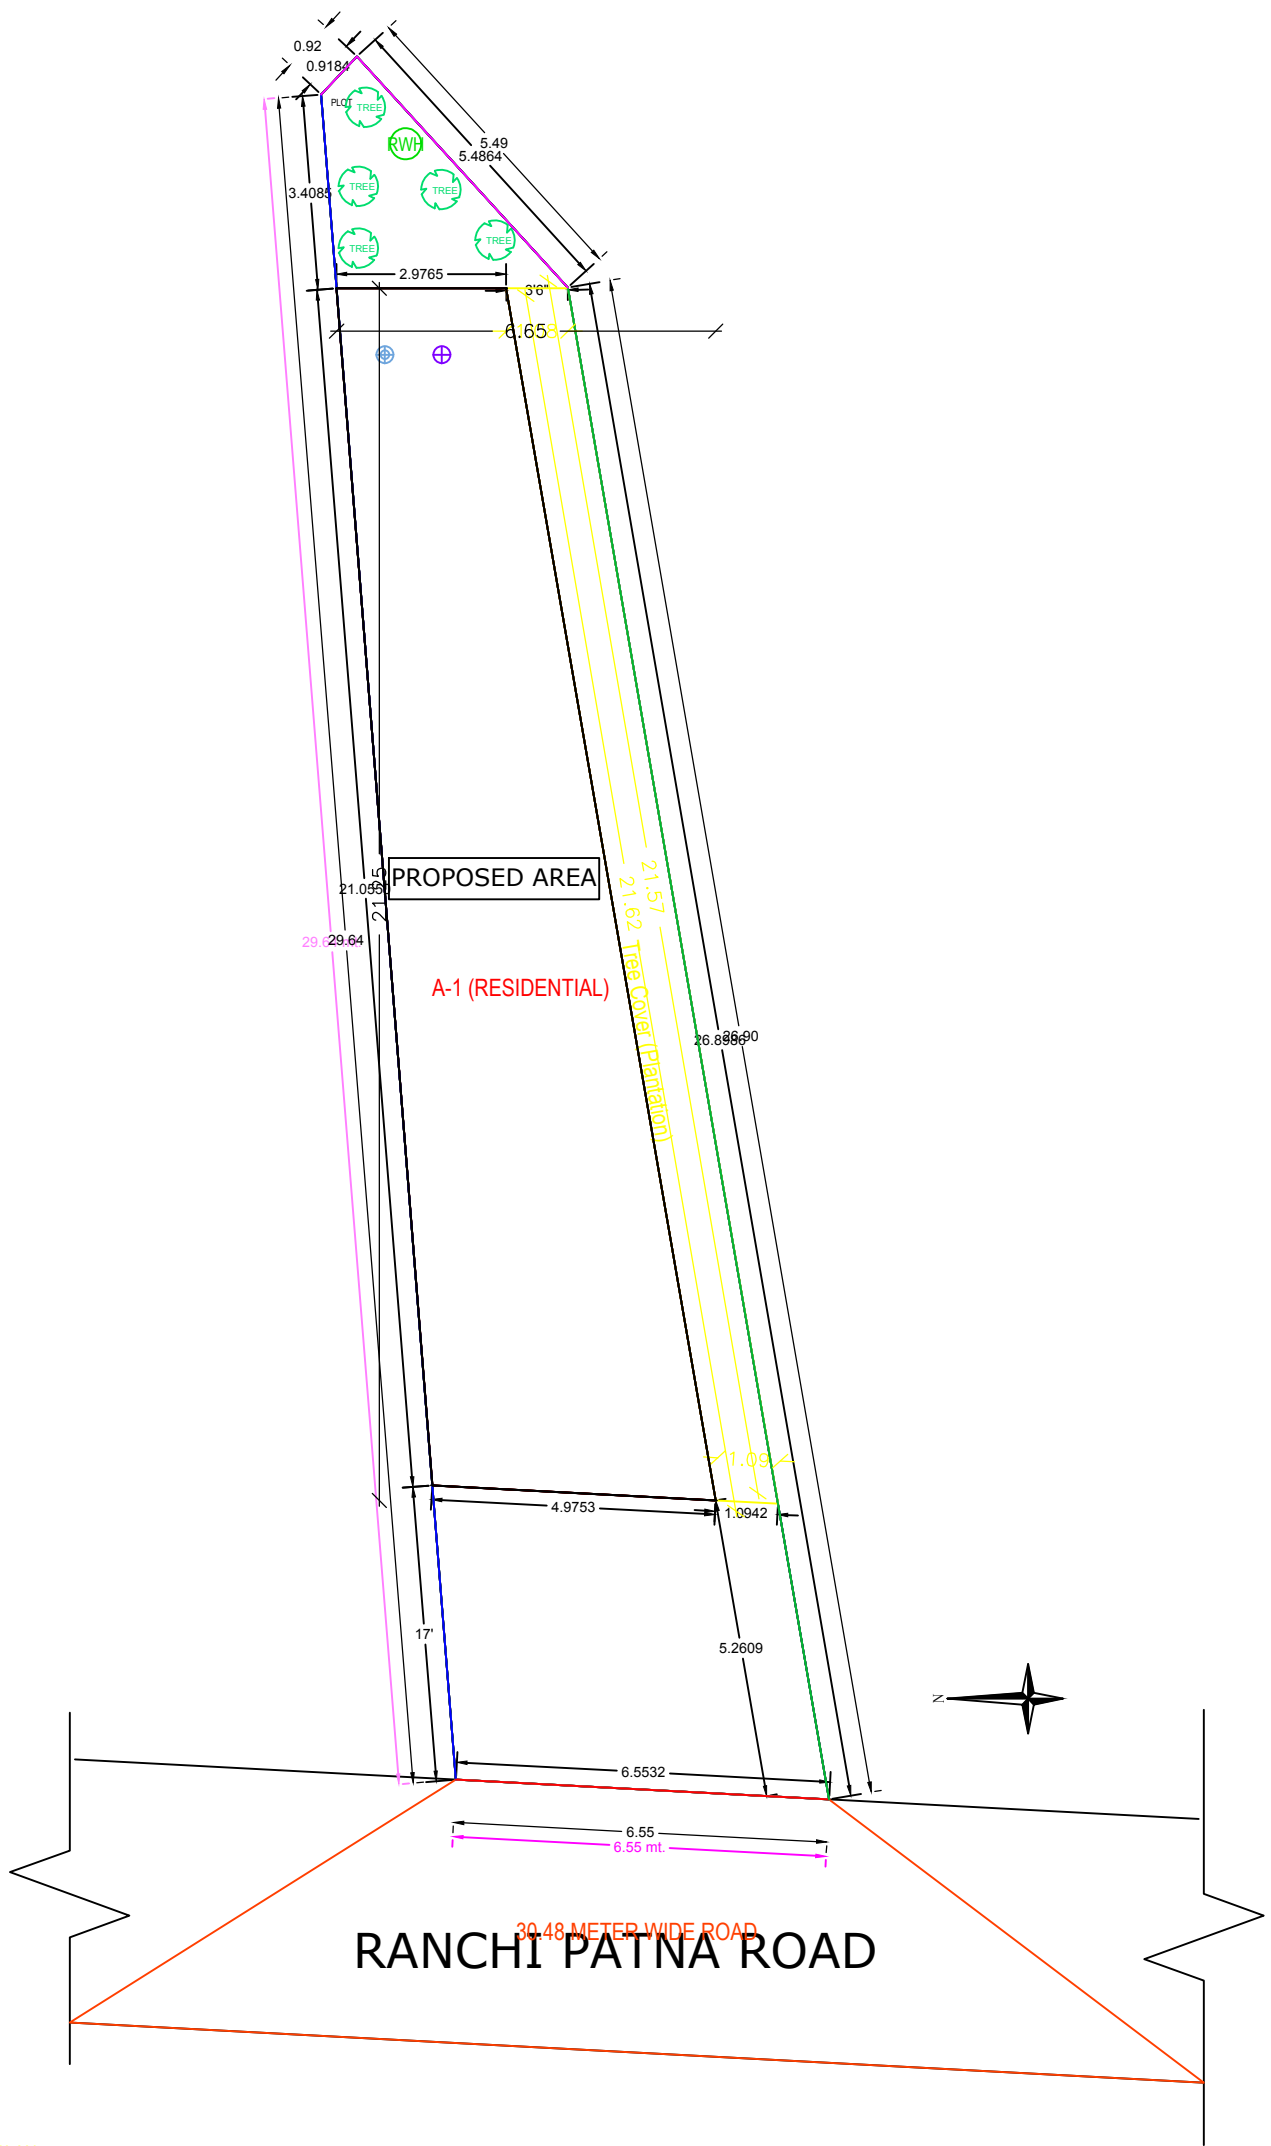 0.92
0.9184
PLOT
TREE
RWH
5.49
5.4864
TREE
TREE
3.4085
TREE
TREE
2.9765
3'6"
6.65
PROPOSED AREA
21.0550
29.64
21.57
21.62
Tree Cover (Plantation)
A-1 (RESIDENTIAL)
26.8986
26.90
1.09
4.9753
1.0942
17'
5.2609
N
6.5532
6.55
6.55 mt.
30.48 METER WIDE ROAD
RANCHI PATNA ROAD